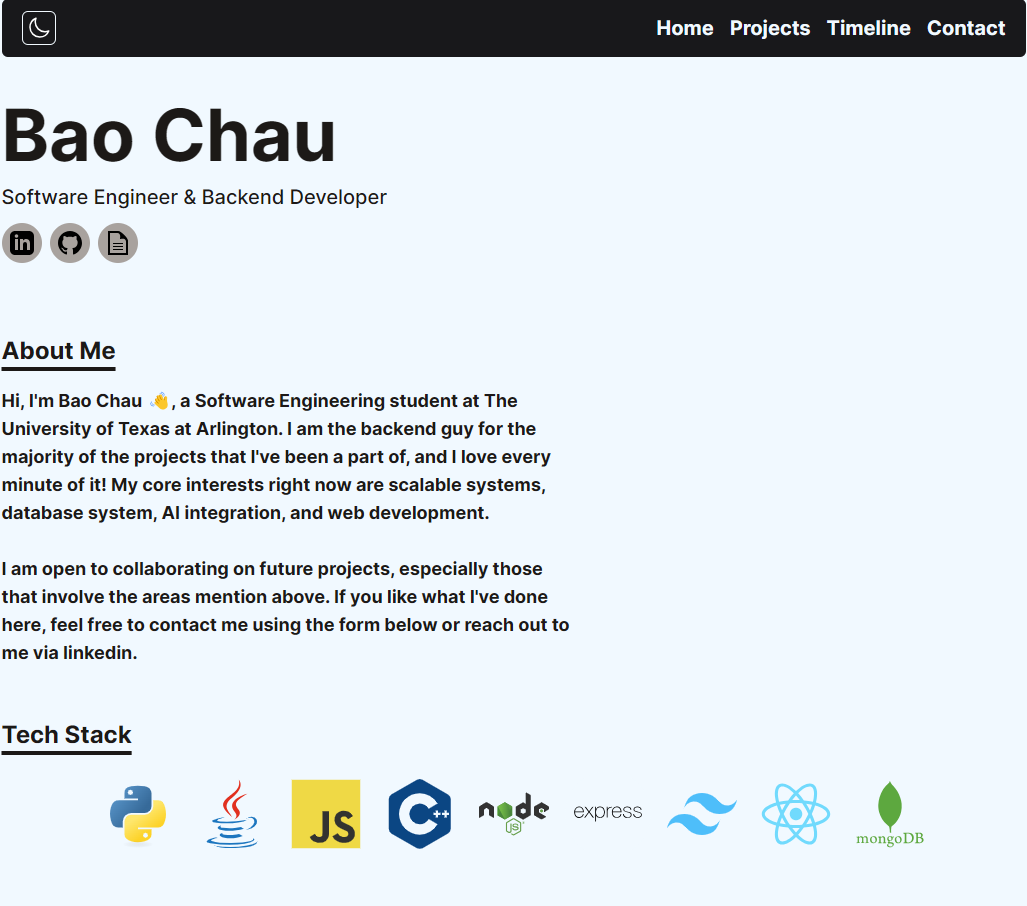 Home Projects Timeline Contact
Bao Chau
Software Engineer & Backend Developer
in
About Me
Hi, I'm Bao Chau 👋, a Software Engineering student at The
University of Texas at Arlington. I am the backend guy for the
majority of the projects that I've been a part of, and I love every
minute of it! My core interests right now are scalable systems,
database system, AI integration, and web development.
I am open to collaborating on future projects, especially those
that involve the areas mention above. If you like what I've done
here, feel free to contact me using the form below or reach out to
me via linkedin.
Tech Stack
JS
C++
node
JS
express
mongoDB